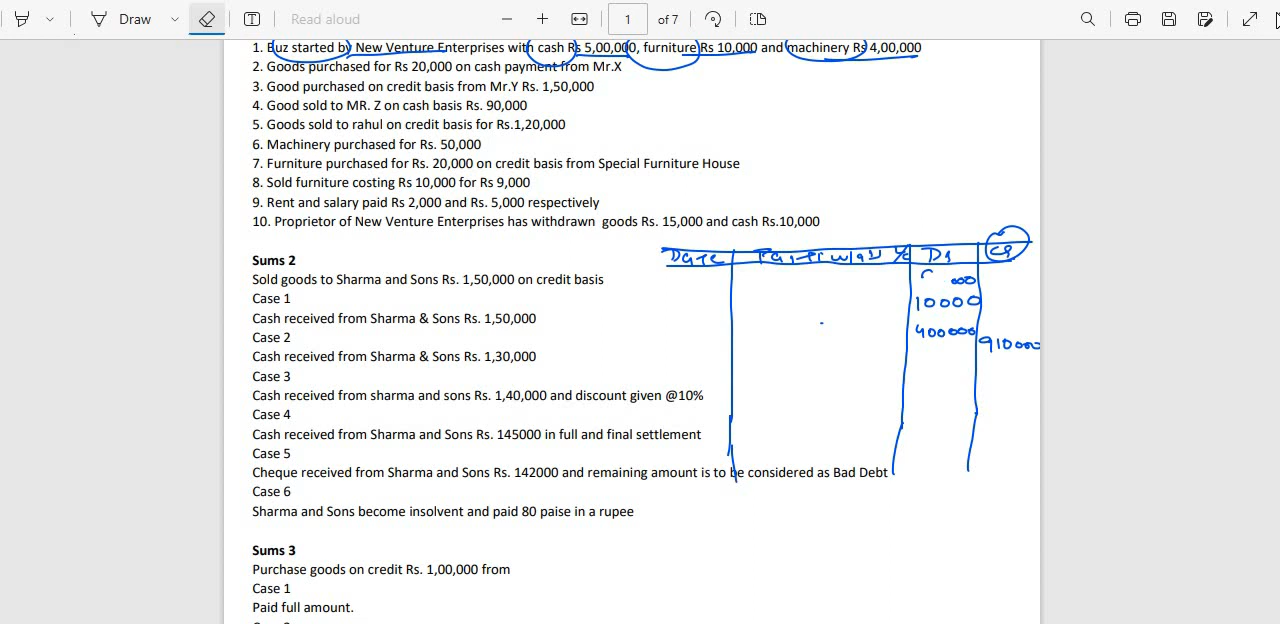 Draw
Read aloud
1
of 7
1. Buz started by New Venture Enterprises with cash Rs 5,00,000, furniture Rs 10,000 and machinery Rs 4,00,000
2. Goods purchased for Rs 20,000 on cash payment from Mr.X
3. Good purchased on credit basis from Mr.Y Rs. 1,50,000
4. Good sold to MR. Z on cash basis Rs. 90,000
5. Goods sold to rahul on credit basis for Rs.1,20,000
6. Machinery purchased for Rs. 50,000
7. Furniture purchased for Rs. 20,000 on credit basis from Special Furniture House
8. Sold furniture costing Rs 10,000 for Rs 9,000
9. Rent and salary paid Rs 2,000 and Rs. 5,000 respectively
10. Proprietor of New Venture Enterprises has withdrawn goods Rs. 15,000 and cash Rs.10,000
Date Particulars Dr Cr
000
10000
400000
910000
Sums 2
Sold goods to Sharma and Sons Rs. 1,50,000 on credit basis
Case 1
Cash received from Sharma & Sons Rs. 1,50,000
Case 2
Cash received from Sharma & Sons Rs. 1,30,000
Case 3
Cash received from sharma and sons Rs. 1,40,000 and discount given @10%
Case 4
Cash received from Sharma and Sons Rs. 145000 in full and final settlement
Case 5
Cheque received from Sharma and Sons Rs. 142000 and remaining amount is to be considered as Bad Debt
Case 6
Sharma and Sons become insolvent and paid 80 paise in a rupee
Sums 3
Purchase goods on credit Rs. 1,00,000 from
Case 1
Paid full amount.